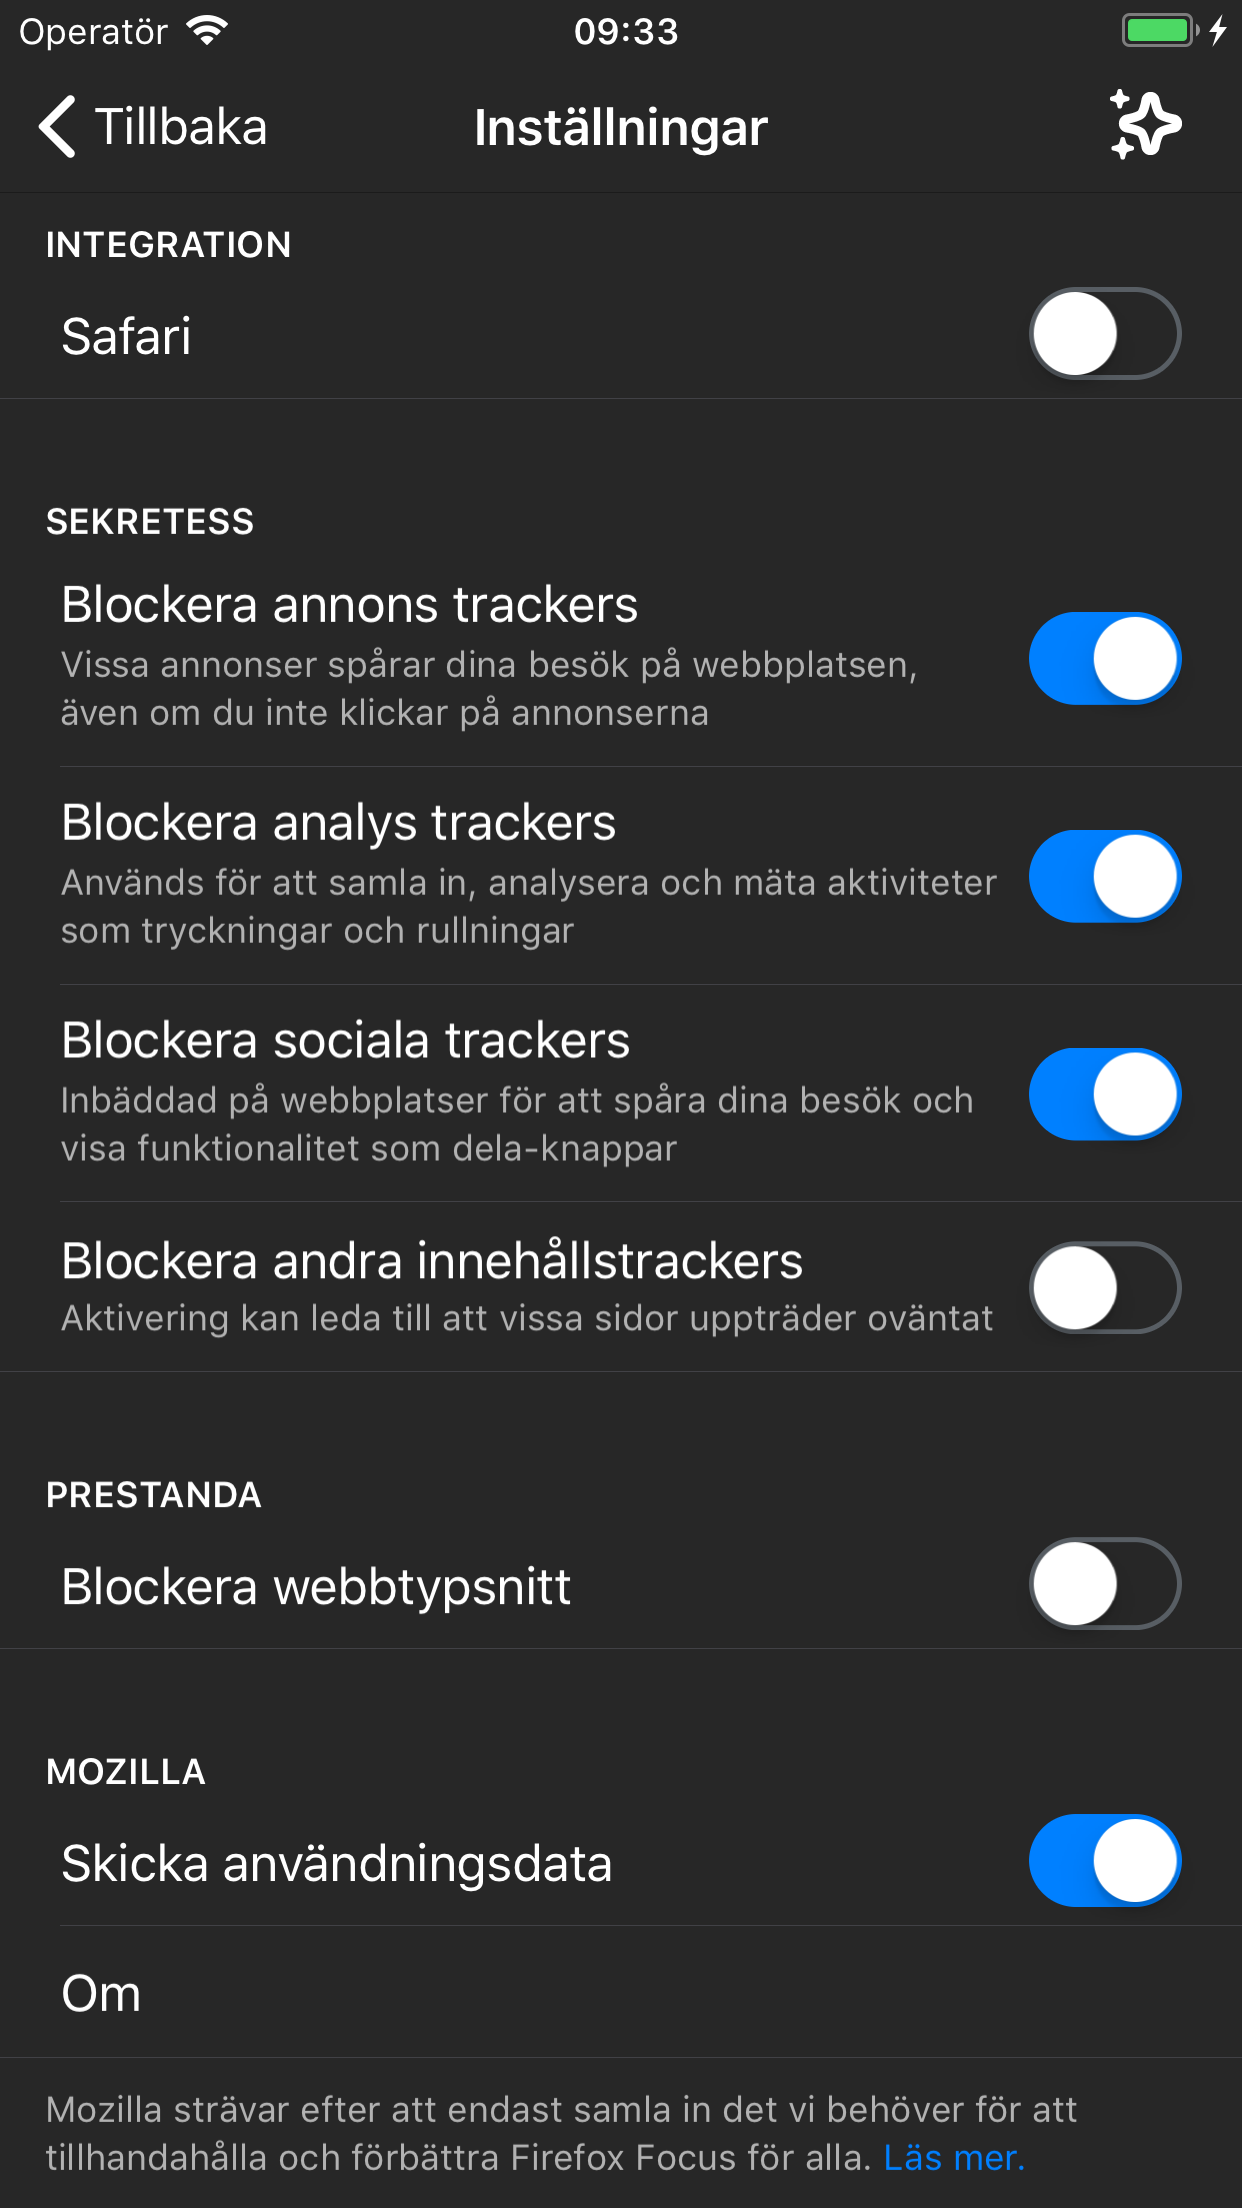 Operatör
09:33
Tillbaka
Inställningar
INTEGRATION
Safari
SEKRETESS
Blockera annons trackers
Vissa annonser spårar dina besök på webbplatsen,
även om du inte klickar på annonserna
Blockera analys trackers
Används för att samla in, analysera och mäta aktiviteter
som tryckningar och rullningar
Blockera sociala trackers
Inbäddad på webbplatser för att spåra dina besök och
visa funktionalitet som dela-knappar
Blockera andra innehållstrackers
Aktivering kan leda till att vissa sidor uppträder oväntat
PRESTANDA
Blockera webbtypsnitt
MOZILLA
Skicka användningsdata
Om
Mozilla strävar efter att endast samla in det vi behöver för att
tillhandahålla och förbättra Firefox Focus för alla. Läs mer.